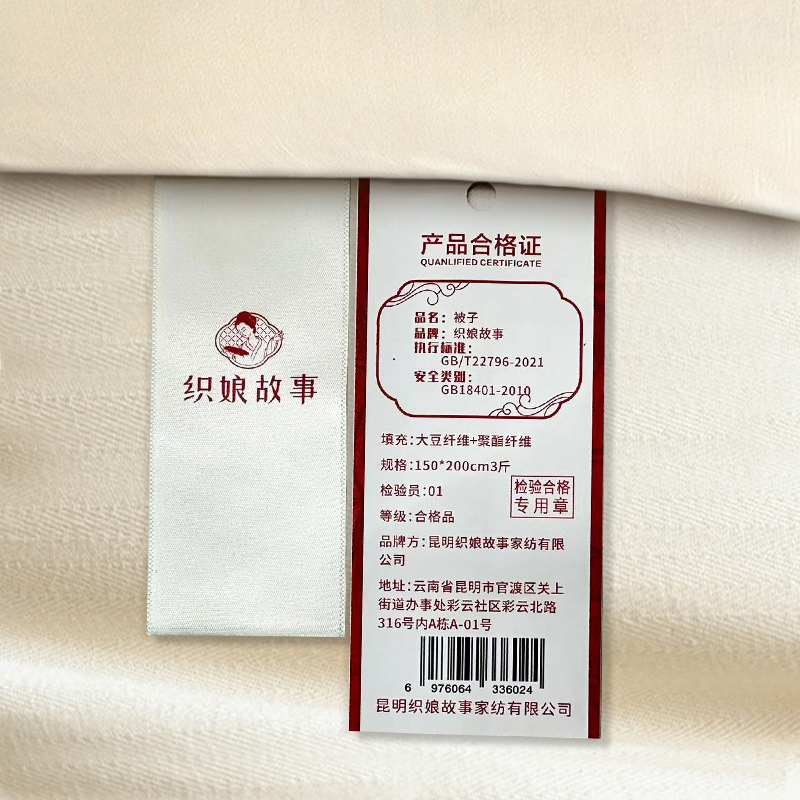 织娘故事
产品合格证
QUANLIFIED CERTIFICATE
品名：被子
品牌：织娘故事
执行标准：
GB/T22796-2021
安全类别：
GB18401-2010
填充：大豆纤维+聚酯纤维
规格：150*200cm3斤
检验员：01
检验合格
专用章
等级：合格品
品牌方：昆明织娘故事家纺有限
公司
地址：云南省昆明市官渡区关上
街道办事处彩云社区彩云北路
316号内A栋A-01号
6 976064 336024
昆明织娘故事家纺有限公司